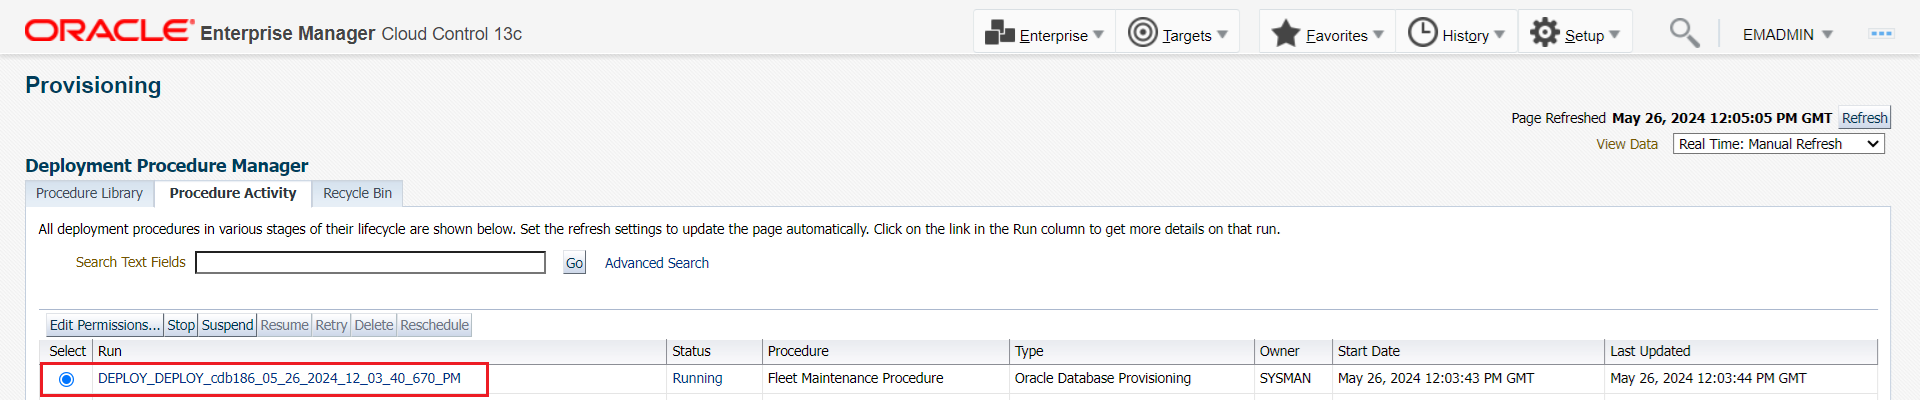 ORACLE Enterprise Manager Cloud Control 13c Enterprise Targets Favorites History Setup EMADMIN
Provisioning
Page Refreshed May 26, 2024 12:05:05 PM GMT Refresh
View Data Real Time: Manual Refresh
Deployment Procedure Manager
Procedure Library Procedure Activity Recycle Bin
All deployment procedures in various stages of their lifecycle are shown below. Set the refresh settings to update the page automatically. Click on the link in the Run column to get more details on that run.
Search Text Fields Go Advanced Search
Edit Permissions... Stop Suspend Resume Retry Delete Reschedule
Select Run Status Procedure Type Owner Start Date Last Updated
DEPLOY_DEPLOY_cdb186_05_26_2024_12_03_40_670_PM Running Fleet Maintenance Procedure Oracle Database Provisioning SYSMAN May 26, 2024 12:03:43 PM GMT May 26, 2024 12:03:44 PM GMT